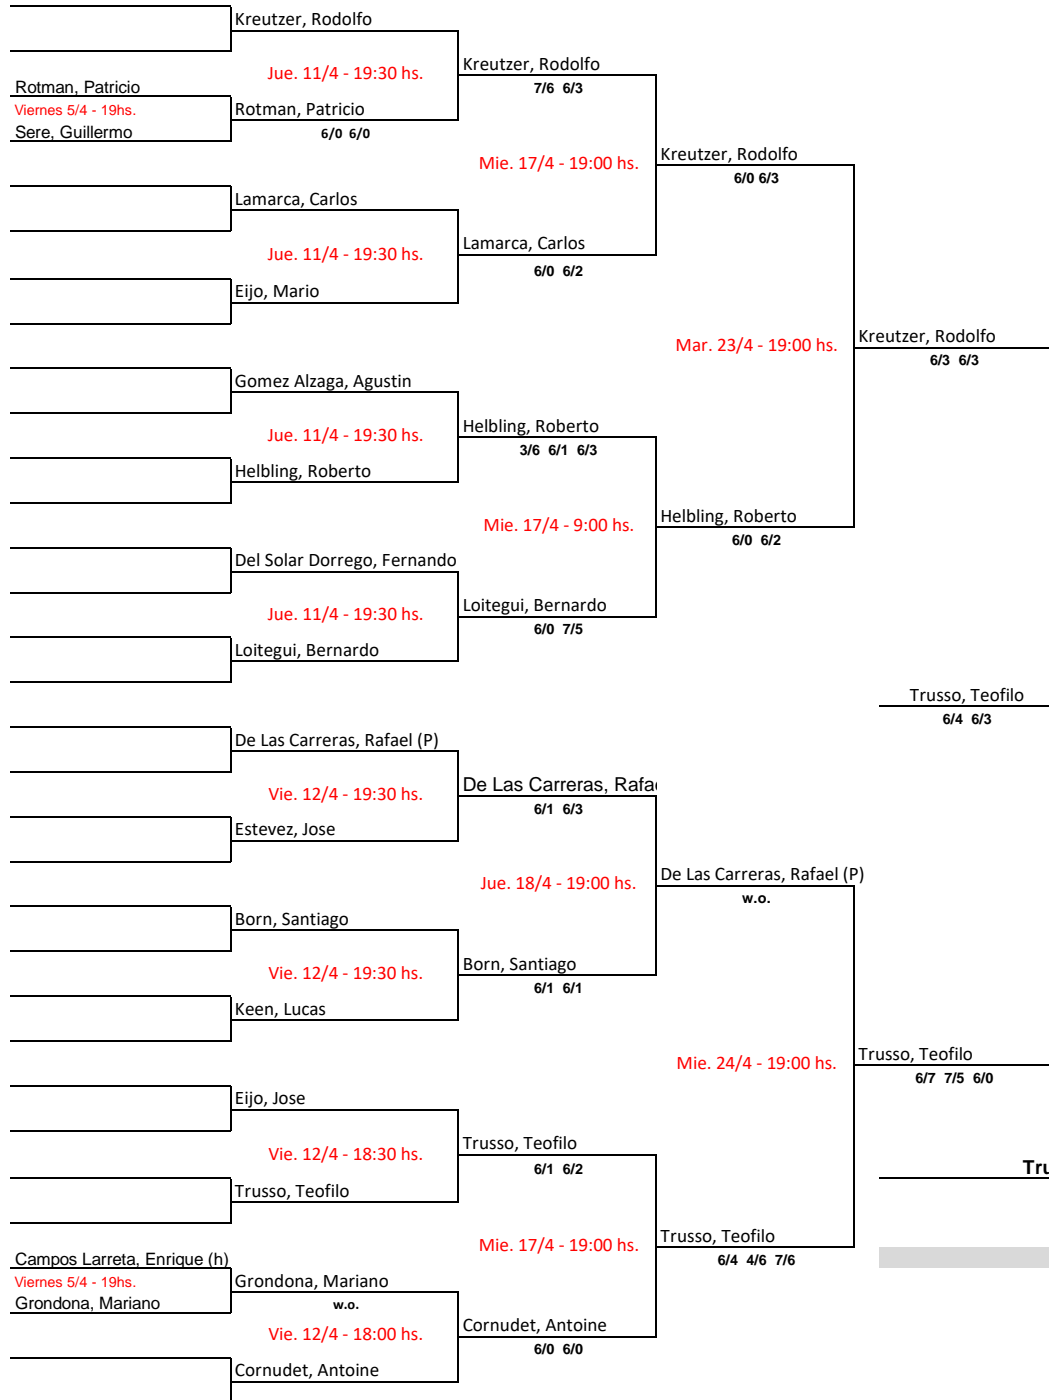 Kreutzer, Rodolfo
Jue. 11/4 - 19:30 hs.
Kreutzer, Rodolfo
7/6 6/3
Rotman, Patricio
Viernes 5/4 - 19hs.
Sere, Guillermo
Rotman, Patricio
6/0 6/0
Mie. 17/4 - 19:00 hs.
Kreutzer, Rodolfo
6/0 6/3
Lamarca, Carlos
Jue. 11/4 - 19:30 hs.
Lamarca, Carlos
6/0 6/2
Eijo, Mario
Mar. 23/4 - 19:00 hs.
Kreutzer, Rodolfo
6/3 6/3
Gomez Alzaga, Agustin
Jue. 11/4 - 19:30 hs.
Helbling, Roberto
3/6 6/1 6/3
Helbling, Roberto
Mie. 17/4 - 9:00 hs.
Helbling, Roberto
6/0 6/2
Del Solar Dorrego, Fernando
Jue. 11/4 - 19:30 hs.
Loitegui, Bernardo
6/0 7/5
Loitegui, Bernardo
Trusso, Teofilo
6/4 6/3
De Las Carreras, Rafael (P)
Vie. 12/4 - 19:30 hs.
De Las Carreras, Rafae
6/1 6/3
Estevez, Jose
Jue. 18/4 - 19:00 hs.
De Las Carreras, Rafael (P)
w.o.
Born, Santiago
Vie. 12/4 - 19:30 hs.
Born, Santiago
6/1 6/1
Keen, Lucas
Mie. 24/4 - 19:00 hs.
Trusso, Teofilo
6/7 7/5 6/0
Eijo, Jose
Vie. 12/4 - 18:30 hs.
Trusso, Teofilo
6/1 6/2
Trusso, Teofilo
Tru
Mie. 17/4 - 19:00 hs.
Trusso, Teofilo
6/4 4/6 7/6
Campos Larreta, Enrique (h)
Viernes 5/4 - 19hs.
Grondona, Mariano
Grondona, Mariano
w.o.
Vie. 12/4 - 18:00 hs.
Cornudet, Antoine
6/0 6/0
Cornudet, Antoine